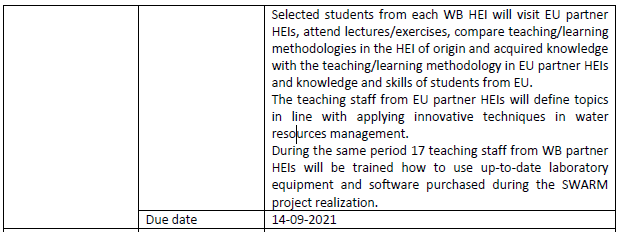 Selected students from each WB HEI will visit EU partner
HEIs, attend lectures/exercises, compare teaching/learning
methodologies in the HEI of origin and acquired knowledge
with the teaching/learning methodology in EU partner HEIs
and knowledge and skills of students from EU.
The teaching staff from EU partner HEIs will define topics
in line with applying innovative techniques in water
resources management.
During the same period 17 teaching staff from WB partner
HEIs will be trained how to use up-to-date laboratory
equipment and software purchased during the SWARM
project realization.
Due date 14-09-2021